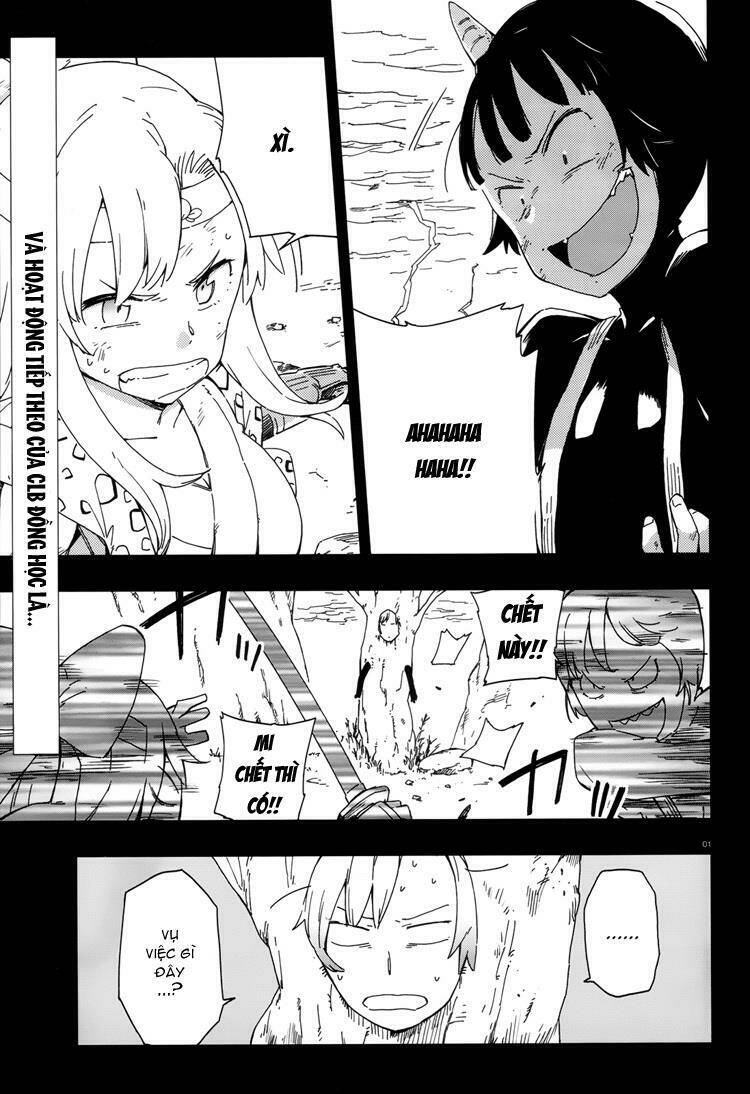 AHAHAHA
HAHA!!
XÌ.
VÀ HOẠT ĐỘNG TIẾP THEO CỦA CLB ĐỒNG HỌC LÀ...
CHẾT
NÀY!!
MI
CHẾT THÌ
CÓ!!
01
......
VỤ
VIỆC GÌ
ĐÂY
....?